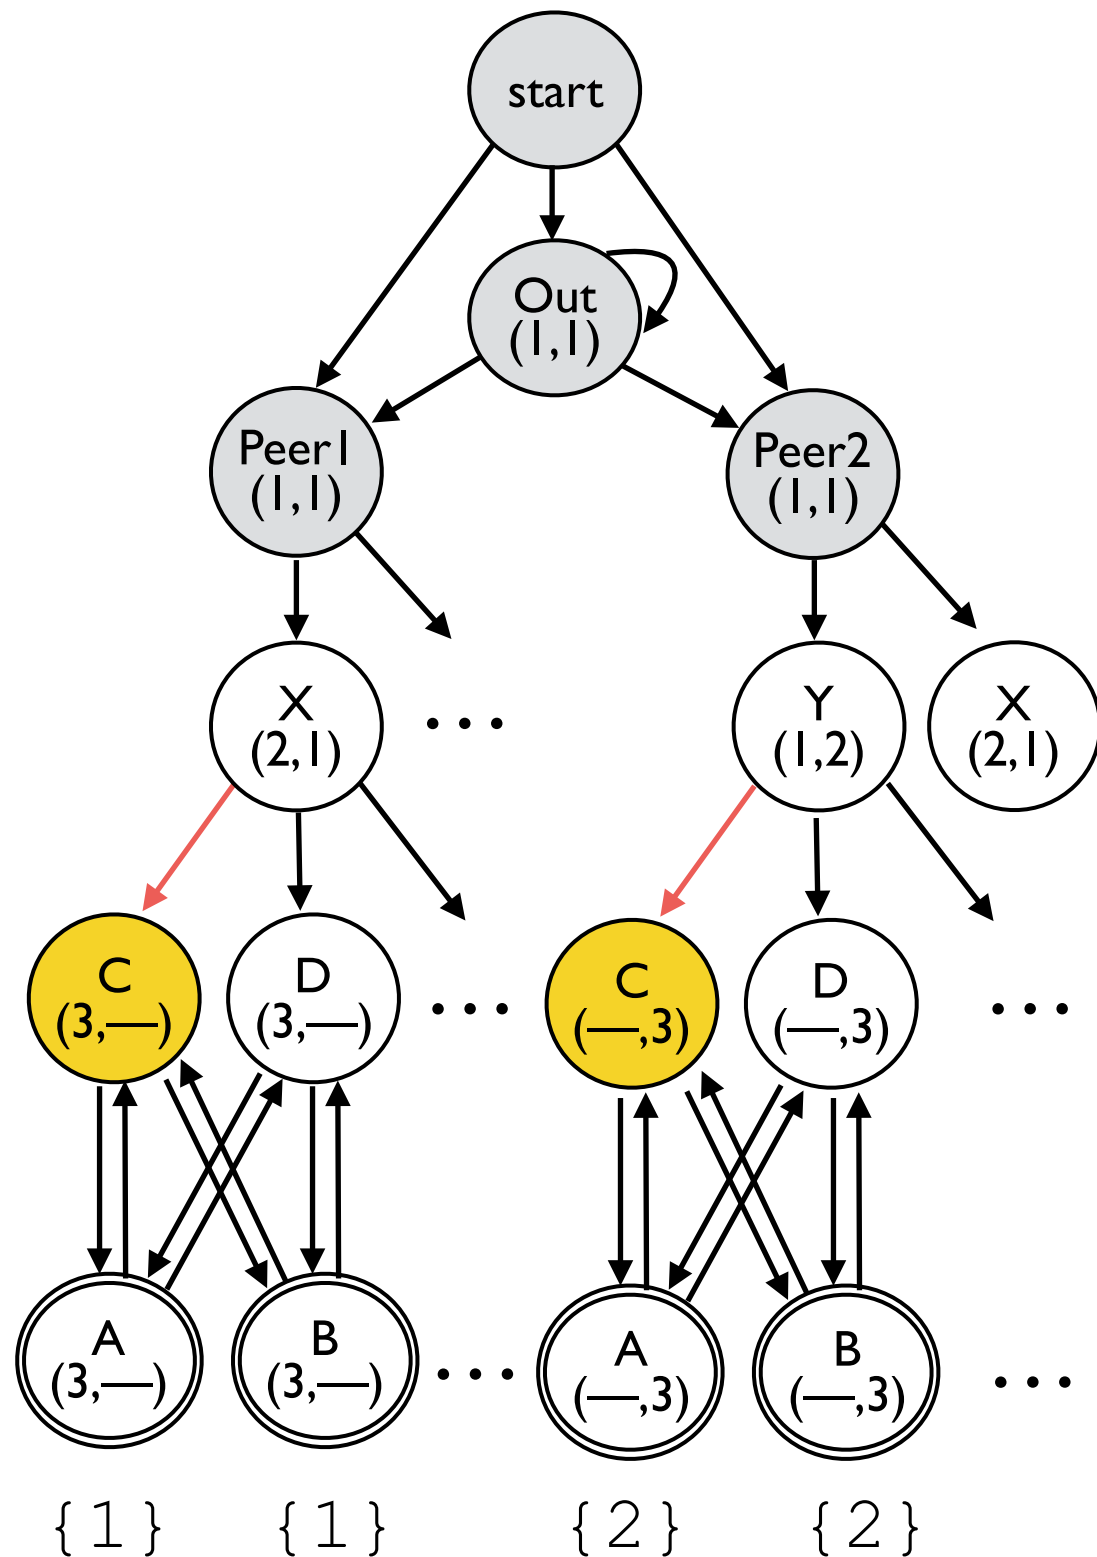 start
Out
(1,1)
Peer1
(1,1)
Peer2
(1,1)
X
(2,1)
...
Y
(1,2)
X
(2,1)
C
(3,—)
D
(3,—)
...
C
(—,3)
D
(—,3)
...
A
(3,—)
B
(3,—)
...
A
(—,3)
B
(—,3)
...
{1}
{1}
{2}
{2}